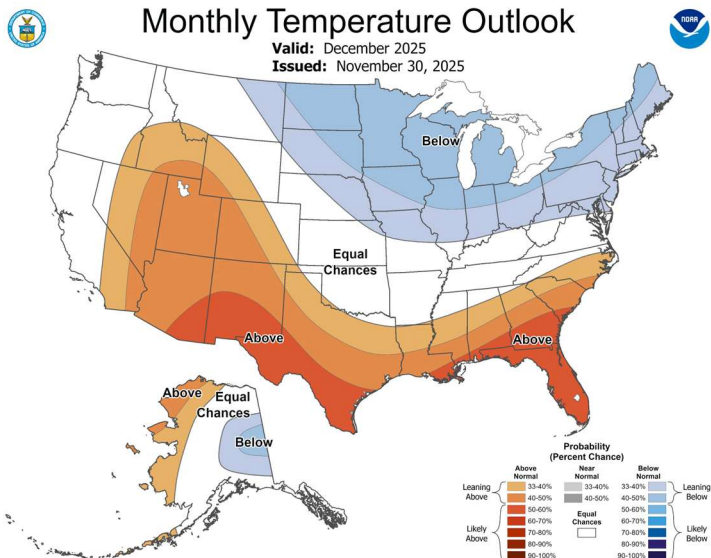 Monthly Temperature Outlook
Valid: December 2025
Issued: November 30, 2025
NOAA
Below
Equal
Chances
Above
Above
Above
Equal
Chances
Below
Probability
(Percent Chance)
Above
Normal
Near
Normal
Below
Normal
Leaning
Above
33-40%
40-50%
33-40%
40-50%
33-40%
40-50%
Leaning
Below
Likely
Above
50-60%
60-70%
70-80%
80-90%
90-100%
Equal
Chances
50-60%
60-70%
70-80%
80-90%
90-100%
Likely
Below